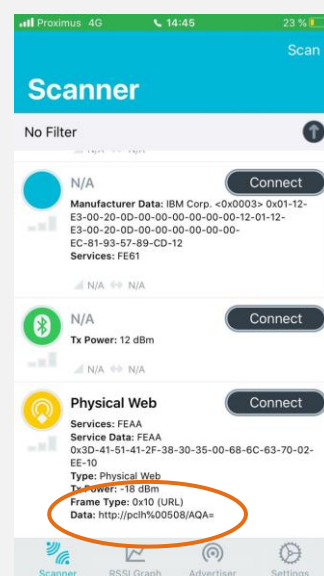 Proximus 4G 14:45 23 %
Scan
Scanner
No Filter
N/A Connect
Manufacturer Data: IBM Corp. <0x0003> 0x01-12-
E3-00-20-0D-00-00-00-00-00-00-12-01-12-
E3-00-20-0D-00-00-00-00-00-00-
EC-81-93-57-89-CD-12
Services: FE61
N/A N/A
N/A Connect
Tx Power: 12 dBm
N/A N/A
Physical Web Connect
Services: FEAA
Service Data: FEAA
0x3D-41-51-41-2F-38-30-35-00-68-6C-63-70-02-
EE-10
Type: Physical Web
Tx Power: -18 dBm
Frame Type: 0x10 (URL)
Data: http://pclh%00508/AQA=
Scanner RSSI Graph Advertiser Settings